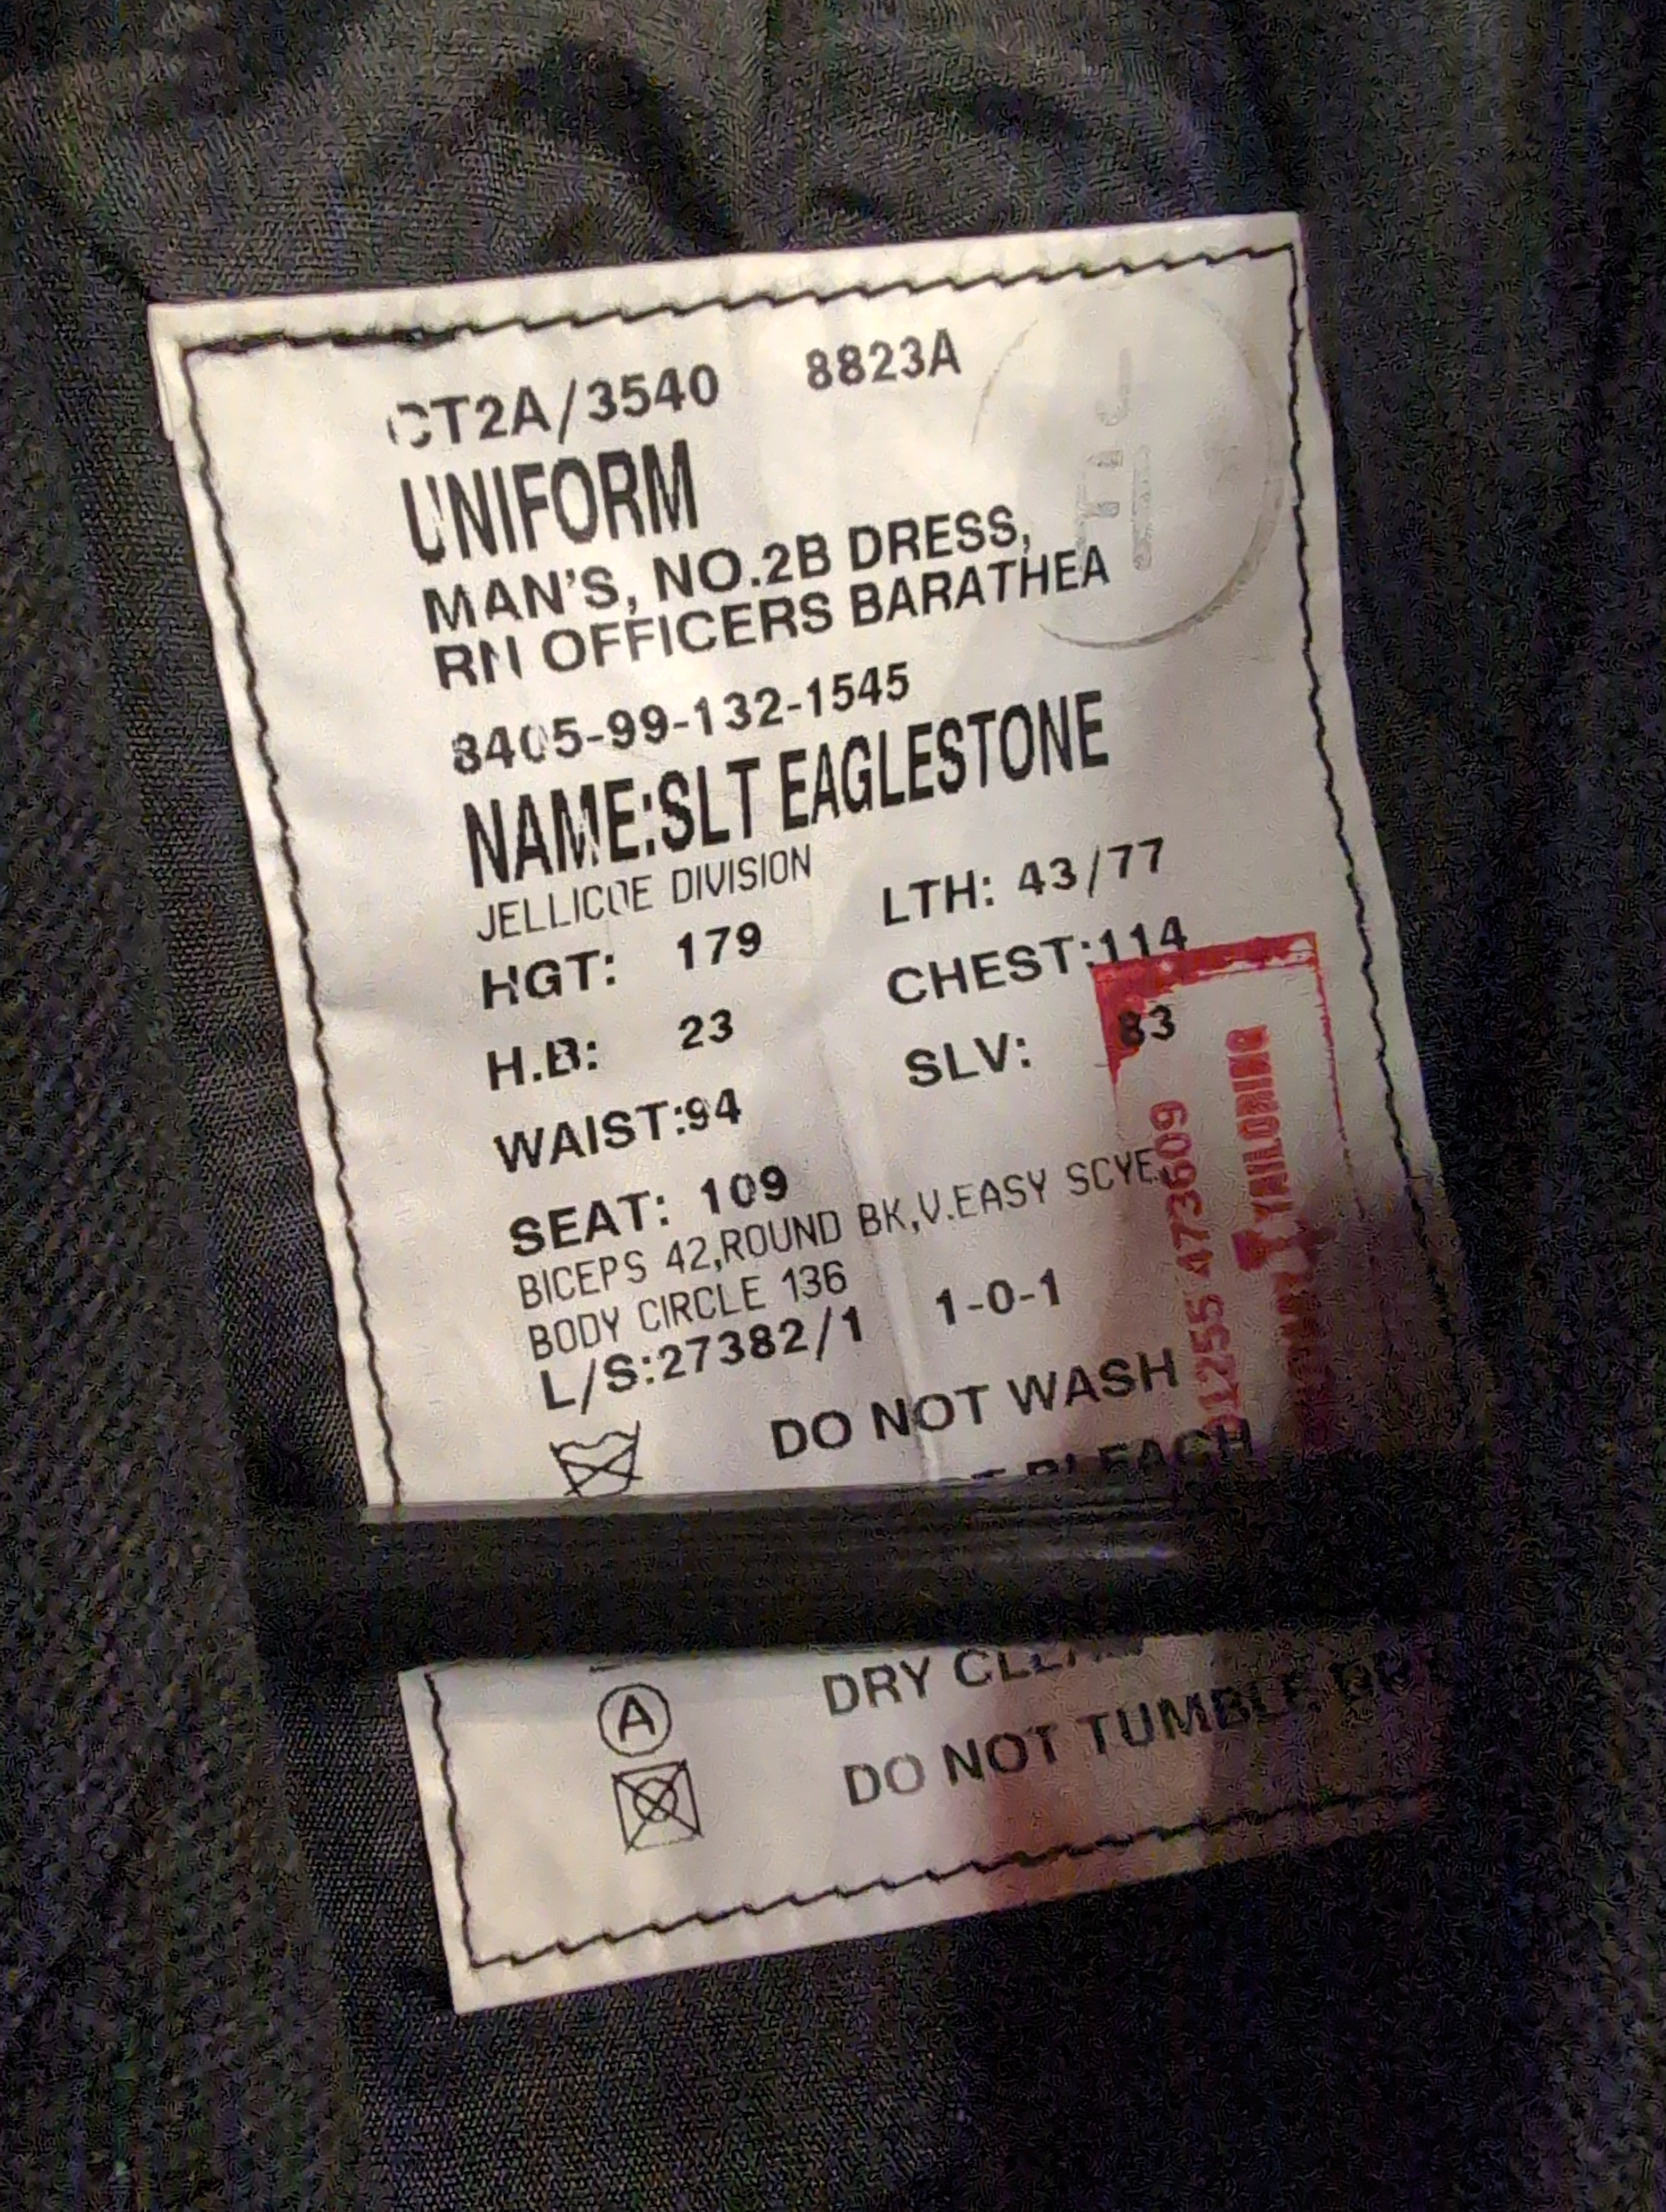 CT2A/3540 8823A
UNIFORM
MAN'S, NO.2B DRESS,
RN OFFICERS BARATHEA
8405-99-132-1545
NAME:SLT EAGLESTONE
JELLICOE DIVISION
HGT: 179 LTH: 43/77
H.B: 23 CHEST:114
WAIST:94 SLV: 83
SEAT: 109
BICEPS 42,ROUND BK,V.EASY SCYE,
BODY CIRCLE 136
L/S:27382/1 1-0-1
DO NOT WASH
BLEACH
A DRY CLEAN
DO NOT TUMBLE DRY
01255 473609